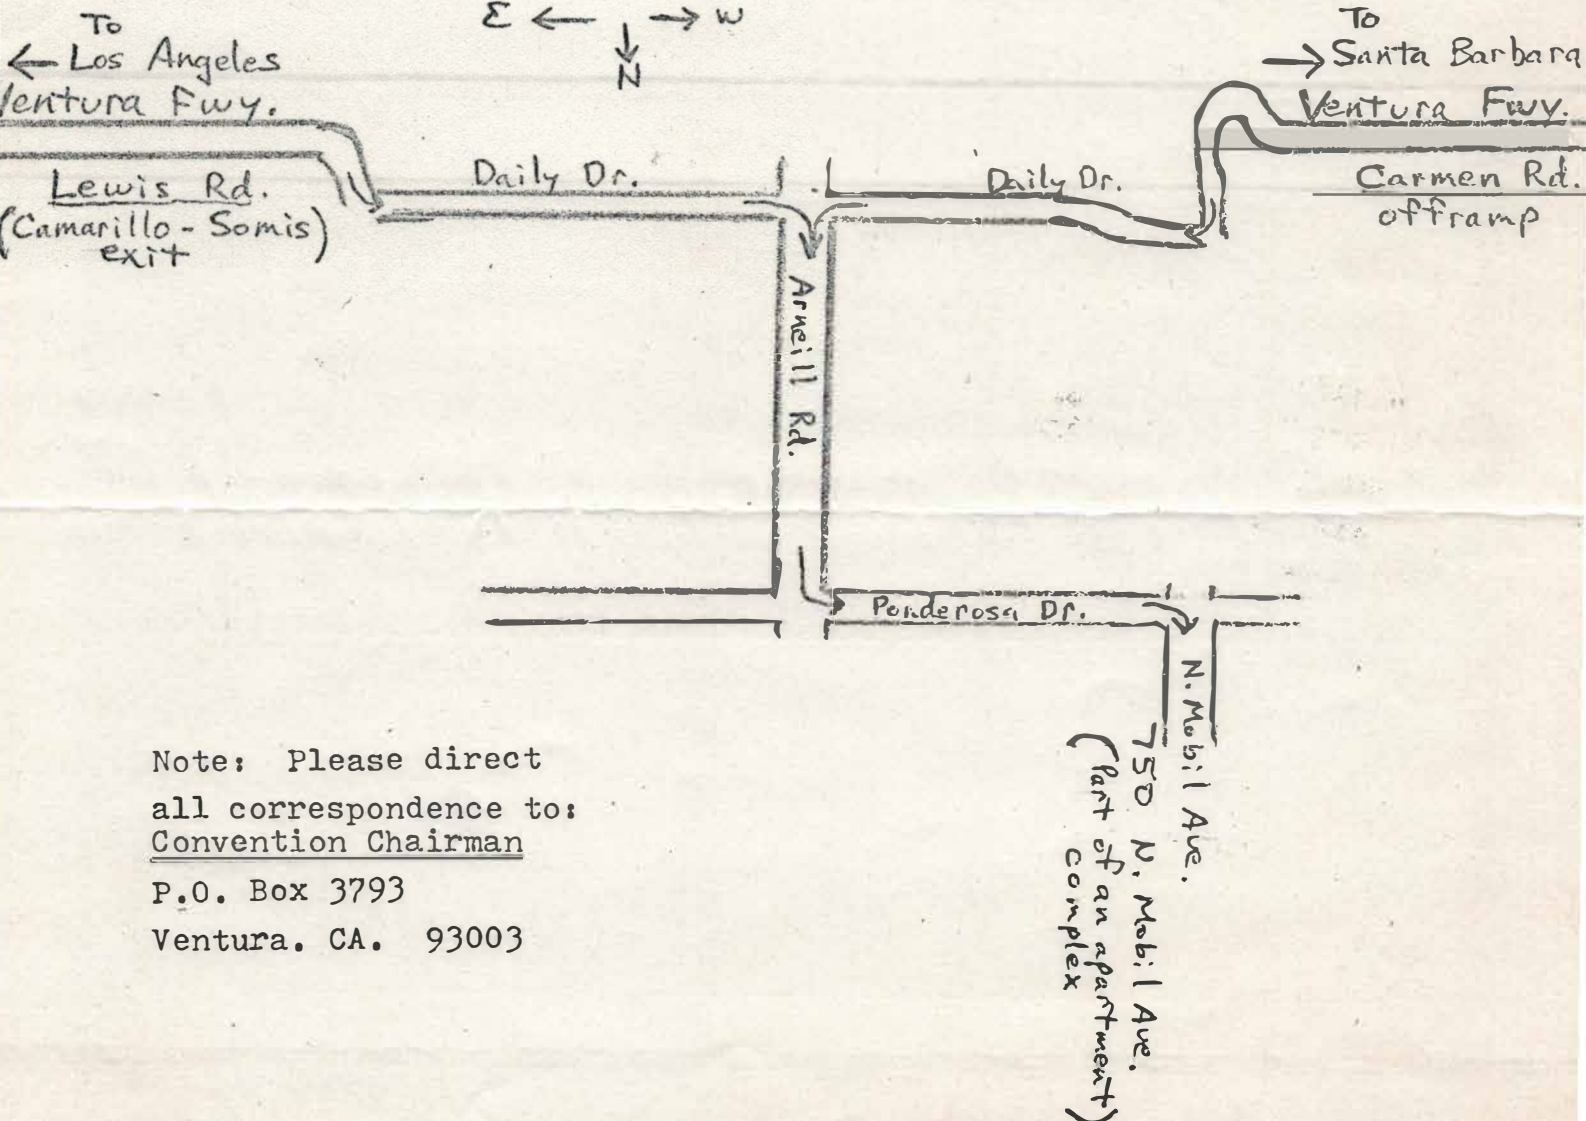 To
← Los Angeles
Ventura Fwy.
Lewis Rd.
(Camarillo - Somis)
exit
E ← → W
↓
N
To
→ Santa Barbara
Ventura Fwy.
Carmen Rd.
offramp
Daily Dr.
Daily Dr.
Arneill Rd.
Ponderosa Dr.
N. Mobil Ave.
750 N. Mobil Ave.
(Part of an apartment)
complex
Note: Please direct
all correspondence to:
Convention Chairman
P.O. Box 3793
Ventura. CA. 93003